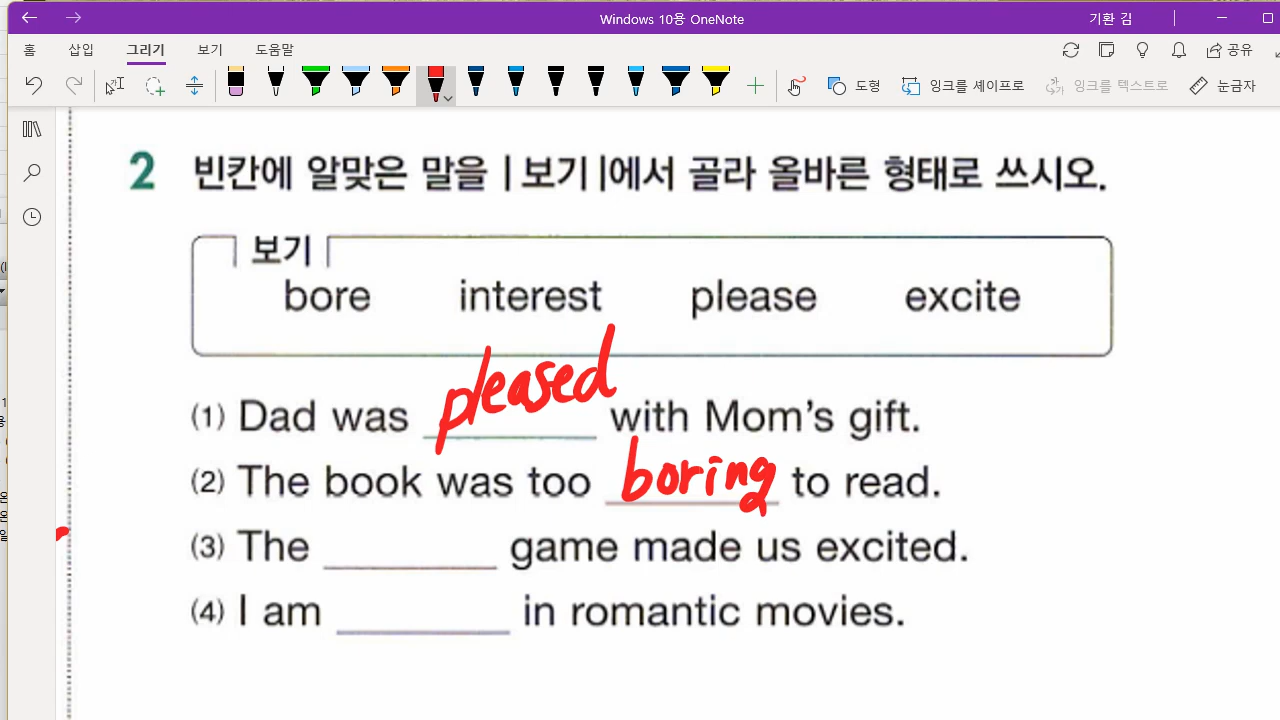 Windows 10용 OneNote
기환 김
홈 삽입 그리기 보기 도움말
공유
도형 잉크를 셰이프로 잉크를 텍스트로 눈금자
2 빈칸에 알맞은 말을 |보기|에서 골라 올바른 형태로 쓰시오.
보기
bore interest please excite
(1) Dad was pleased with Mom's gift.
(2) The book was too boring to read.
(3) The ________ game made us excited.
(4) I am ________ in romantic movies.